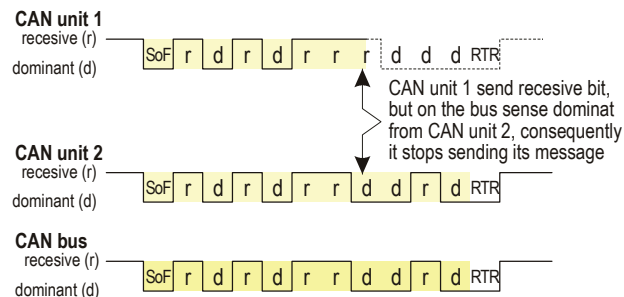 CAN unit 1
recesive (r)
dominant (d)
SoF r d r d r r r d d d RTR
CAN unit 1 send recesive bit,
but on the bus sense dominat
from CAN unit 2, consequently
it stops sending its message
CAN unit 2
recesive (r)
dominant (d)
SoF r d r d r r d d r d RTR
CAN bus
recesive (r)
dominant (d)
SoF r d r d r r d d r d RTR